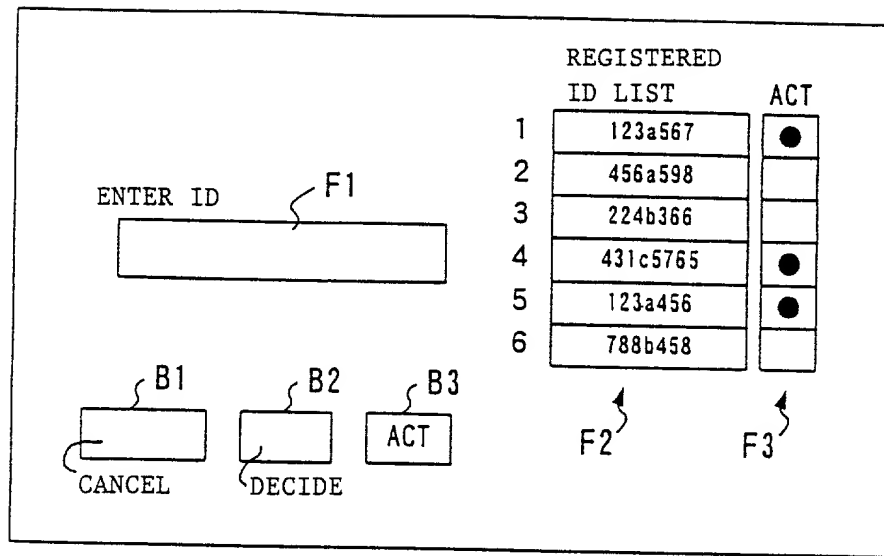 REGISTERED
ID LIST ACT
1 123a567
2 456a598
3 224b366
4 431c5765
5 123a456
6 788b458
ENTER ID F1
B1 B2 B3
ACT
CANCEL DECIDE
F2 F3